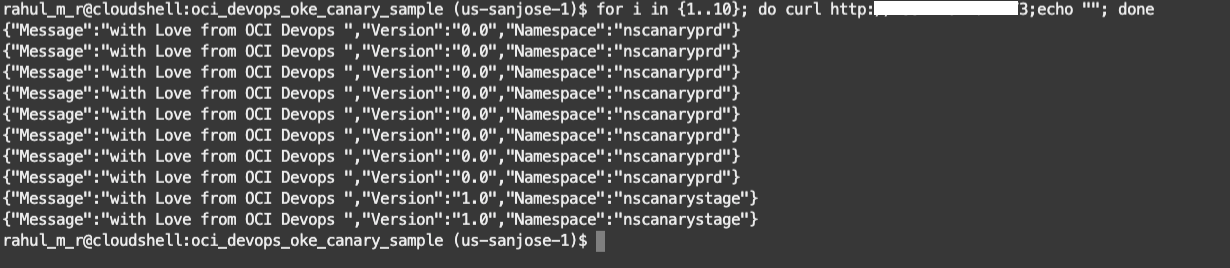 rahul_m_r@cloudshell:oci_devops_oke_canary_sample (us-sanjose-1)$ for i in {1..10}; do curl http: 3;echo ""; done
{"Message":"with Love from OCI Devops ","Version":"0.0","Namespace":"nscanaryprd"}
{"Message":"with Love from OCI Devops ","Version":"0.0","Namespace":"nscanaryprd"}
{"Message":"with Love from OCI Devops ","Version":"0.0","Namespace":"nscanaryprd"}
{"Message":"with Love from OCI Devops ","Version":"0.0","Namespace":"nscanaryprd"}
{"Message":"with Love from OCI Devops ","Version":"0.0","Namespace":"nscanaryprd"}
{"Message":"with Love from OCI Devops ","Version":"0.0","Namespace":"nscanaryprd"}
{"Message":"with Love from OCI Devops ","Version":"0.0","Namespace":"nscanaryprd"}
{"Message":"with Love from OCI Devops ","Version":"0.0","Namespace":"nscanaryprd"}
{"Message":"with Love from OCI Devops ","Version":"1.0","Namespace":"nscanarystage"}
{"Message":"with Love from OCI Devops ","Version":"1.0","Namespace":"nscanarystage"}
rahul_m_r@cloudshell:oci_devops_oke_canary_sample (us-sanjose-1)$